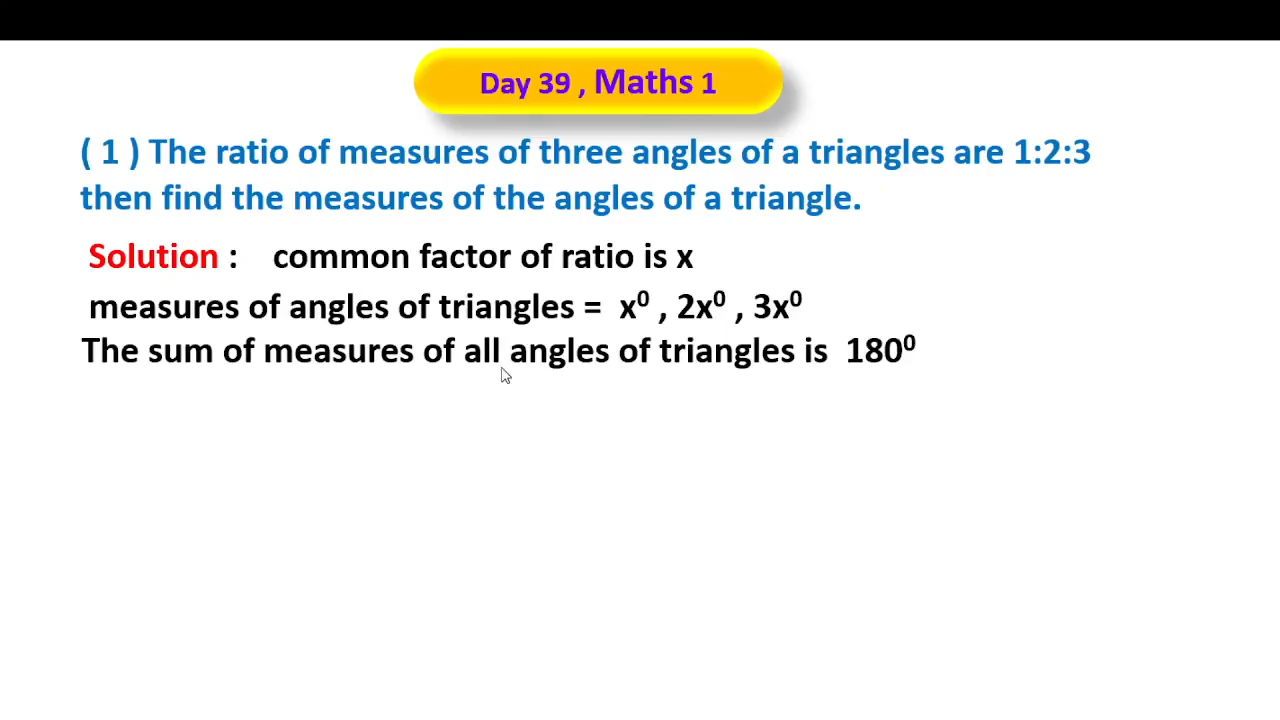 Day 39 , Maths 1
( 1 ) The ratio of measures of three angles of a triangles are 1:2:3
then find the measures of the angles of a triangle.
Solution : common factor of ratio is x
measures of angles of triangles = x⁰ , 2x⁰ , 3x⁰
The sum of measures of all angles of triangles is 180⁰